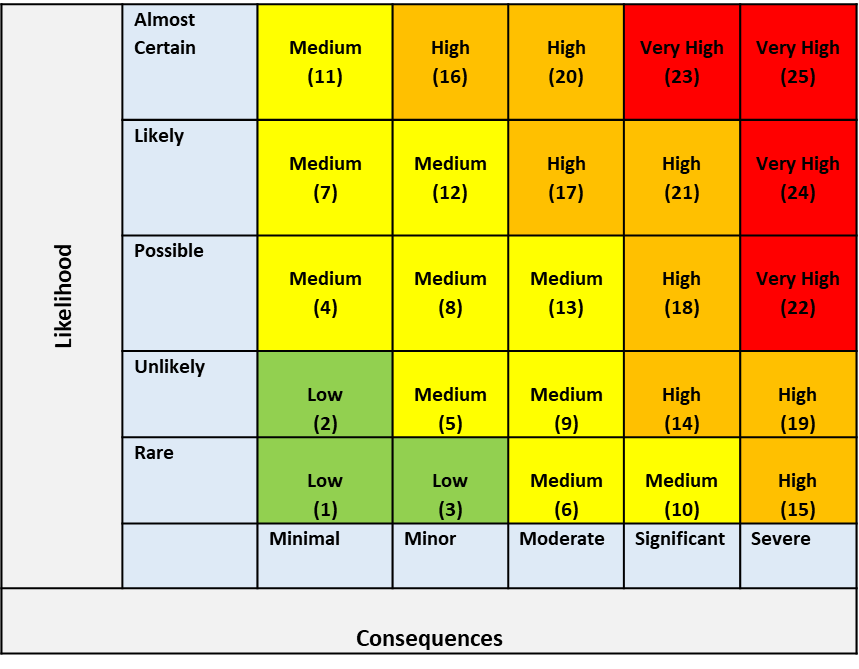 Almost
Certain
Medium
(11)
High
(16)
High
(20)
Very High
(23)
Very High
(25)
Likely
Medium
(7)
Medium
(12)
High
(17)
High
(21)
Very High
(24)
Likelihood
Possible
Medium
(4)
Medium
(8)
Medium
(13)
High
(18)
Very High
(22)
Unlikely
Low
(2)
Medium
(5)
Medium
(9)
High
(14)
High
(19)
Rare
Low
(1)
Low
(3)
Medium
(6)
Medium
(10)
High
(15)
Minimal
Minor
Moderate
Significant
Severe
Consequences